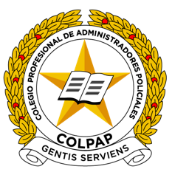 COLEGIO PROFESIONAL DE ADMINISTRADORES POLICIALES
COLPAP
GENTIS SERVIENS